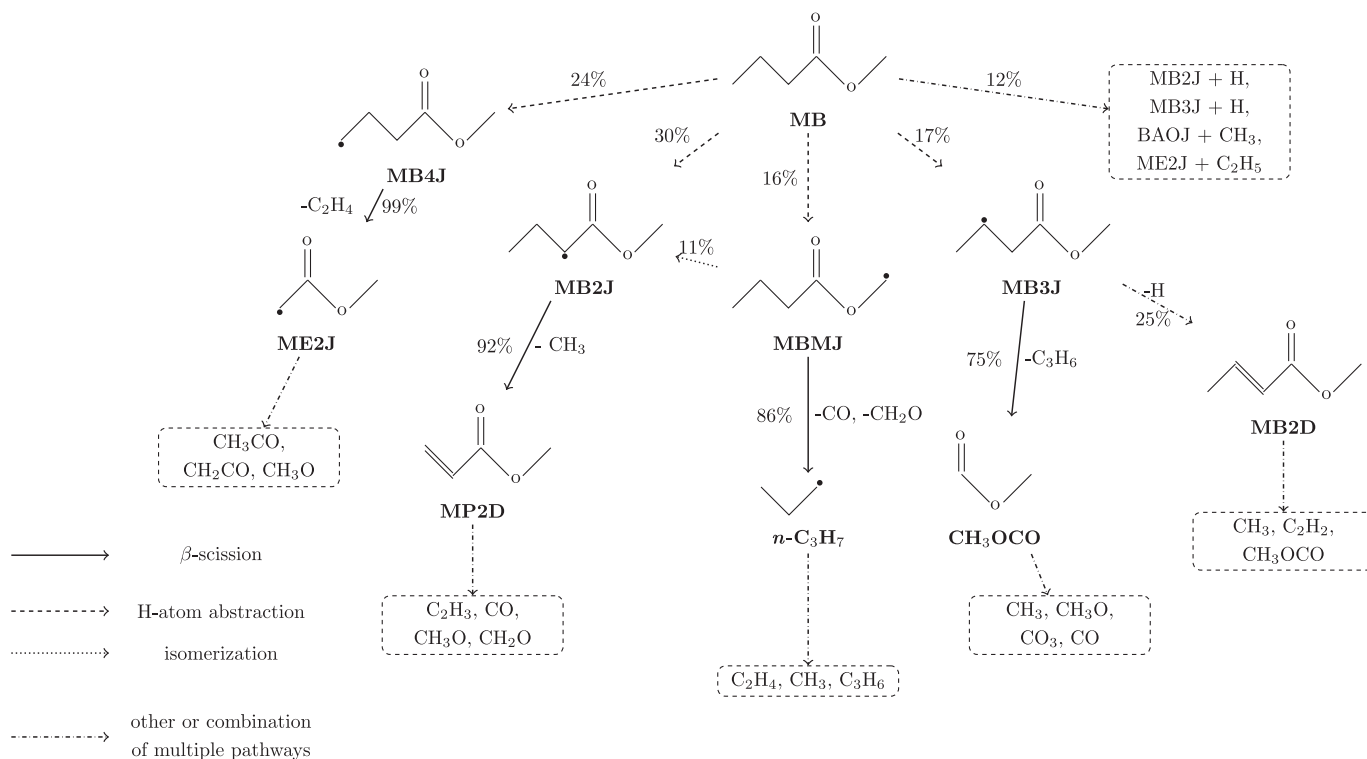 O
O
24%
MB
12%
MB2J + H,
MB3J + H,
BAOJ + CH₃,
ME2J + C₂H₅
O
O
MB4J
30%
16%
17%
-C₂H₄
99%
O
O
MB2J
11%
O
O
MBMJ
O
O
MB3J
-H
25%
O
O
ME2J
92%
- CH₃
86%
-CO, -CH₂O
75%
-C₃H₆
O
O
MB2D
CH₃CO,
CH₂CO, CH₃O
O
O
MP2D
n-C₃H₇
O
O
CH₃OCO
CH₃, C₂H₂,
CH₃OCO
C₂H₃, CO,
CH₃O, CH₂O
CH₃, CH₃O,
CO₃, CO
C₂H₄, CH₃, C₃H₆
β-scission
H-atom abstraction
isomerization
other or combination
of multiple pathways